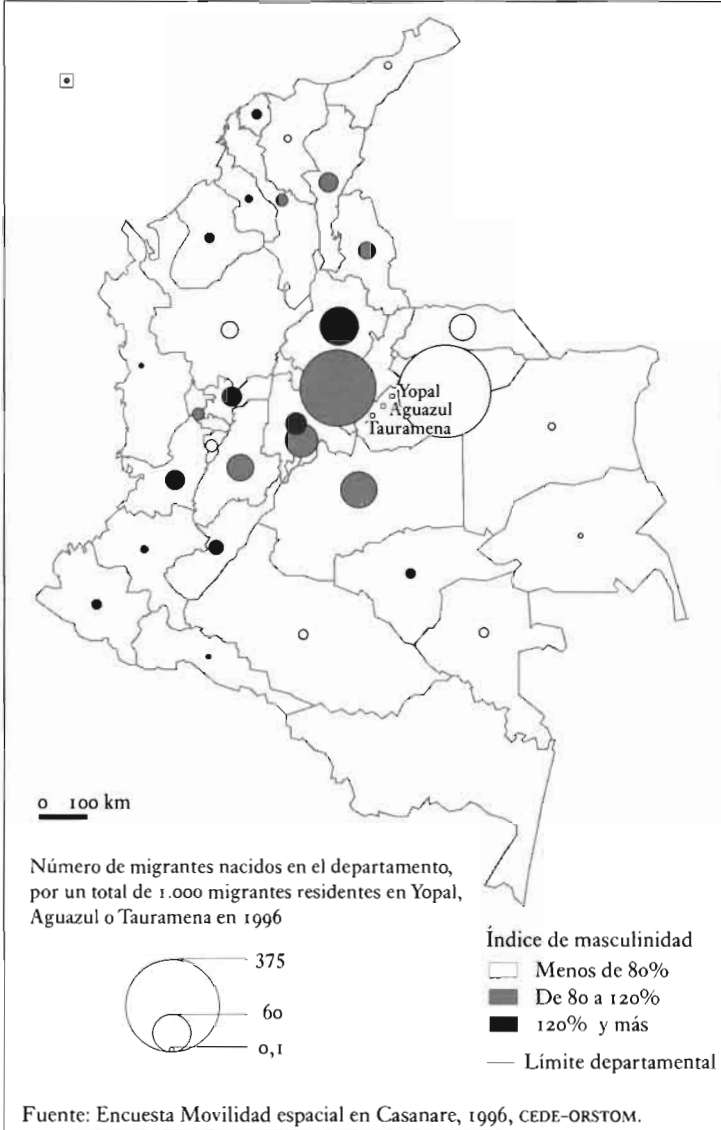 Yopal
Aguazul
Tauramena
0 100 km
Número de migrantes nacidos en el departamento,
por un total de 1.000 migrantes residentes en Yopal,
Aguazul o Tauramena en 1996
375
60
0,1
Índice de masculinidad
Menos de 80%
De 80 a 120%
120% y más
Límite departamental
Fuente: Encuesta Movilidad espacial en Casanare, 1996, CEDE-ORSTOM.